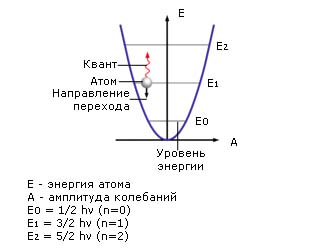 E
E2
Квант
Атом
E1
Направление
перехода
E0
A
Уровень
энергии
E - энергия атома
A - амплитуда колебаний
E0 = 1/2 hν (n=0)
E1 = 3/2 hν (n=1)
E2 = 5/2 hν (n=2)